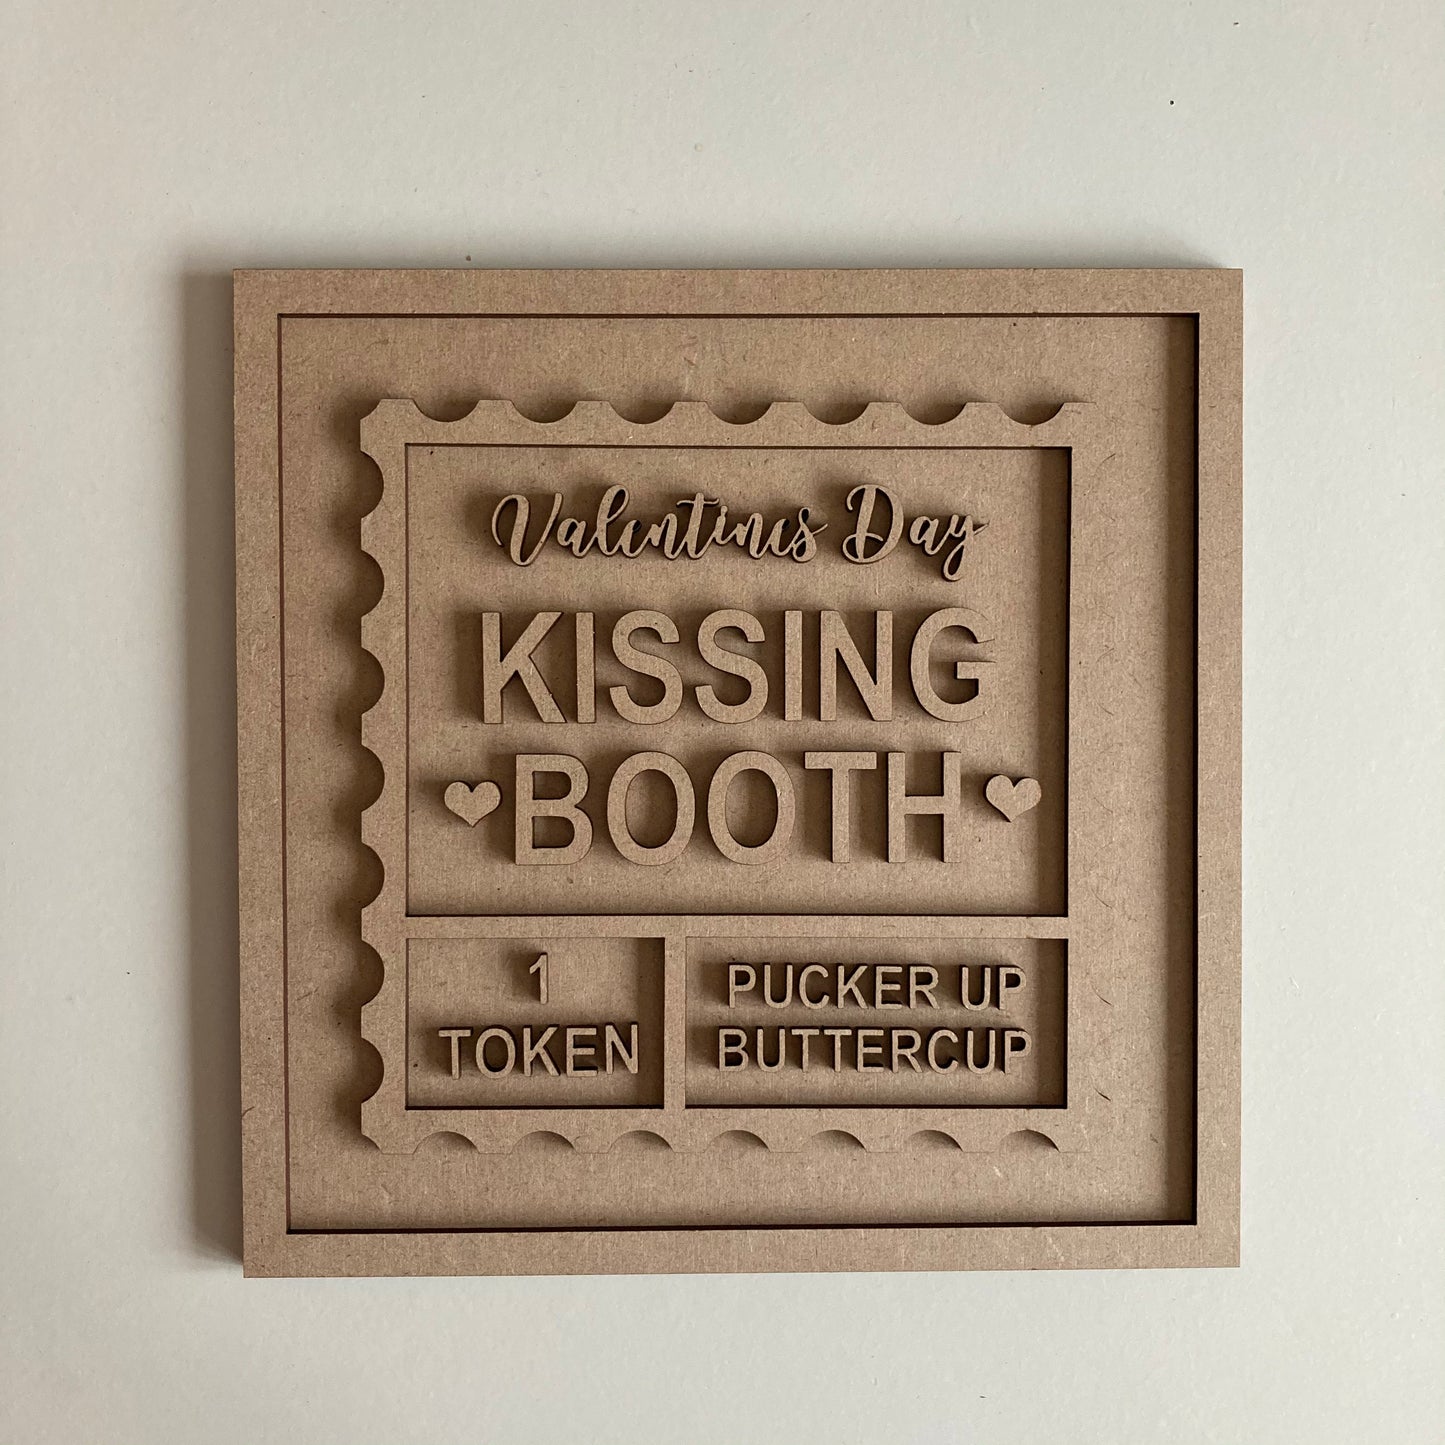 Valentines Day
KISSING
BOOTH
1
TOKEN
PUCKER UP
BUTTERCUP